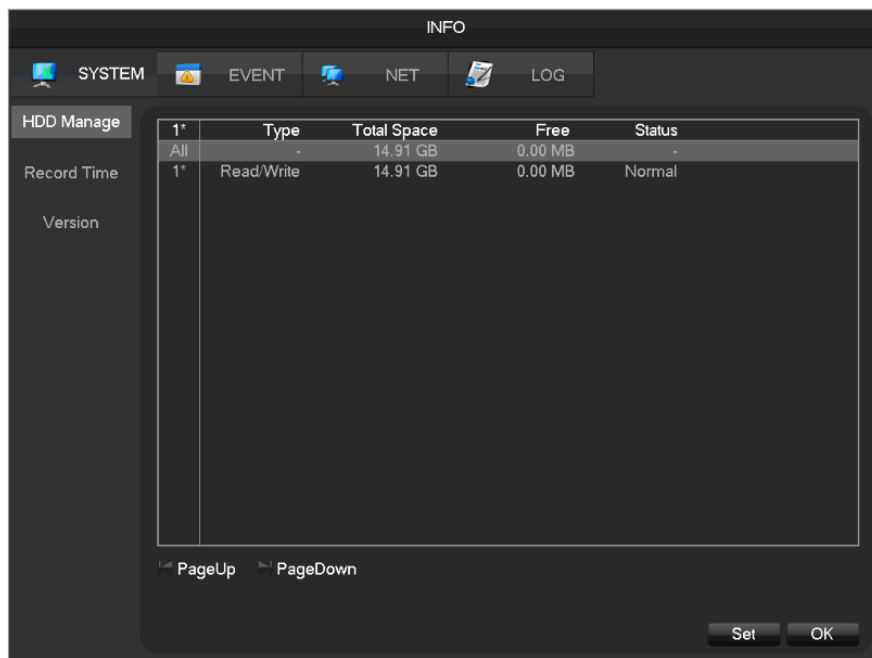 INFO
SYSTEM EVENT NET LOG
HDD Manage
Record Time
Version
1* Type Total Space Free Status
All - 14.91 GB 0.00 MB -
1* Read/Write 14.91 GB 0.00 MB Normal
PageUp PageDown
Set OK